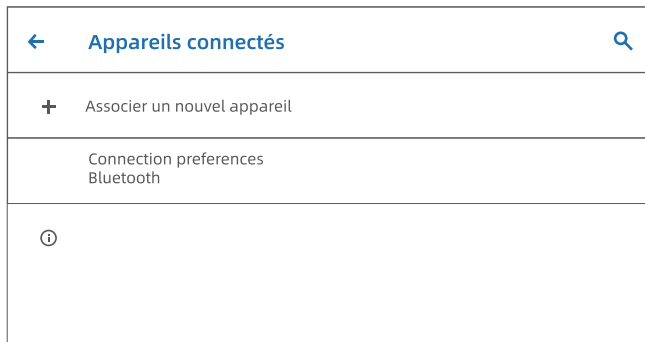 Appareils connectés
Associer un nouvel appareil
Connection preferences
Bluetooth